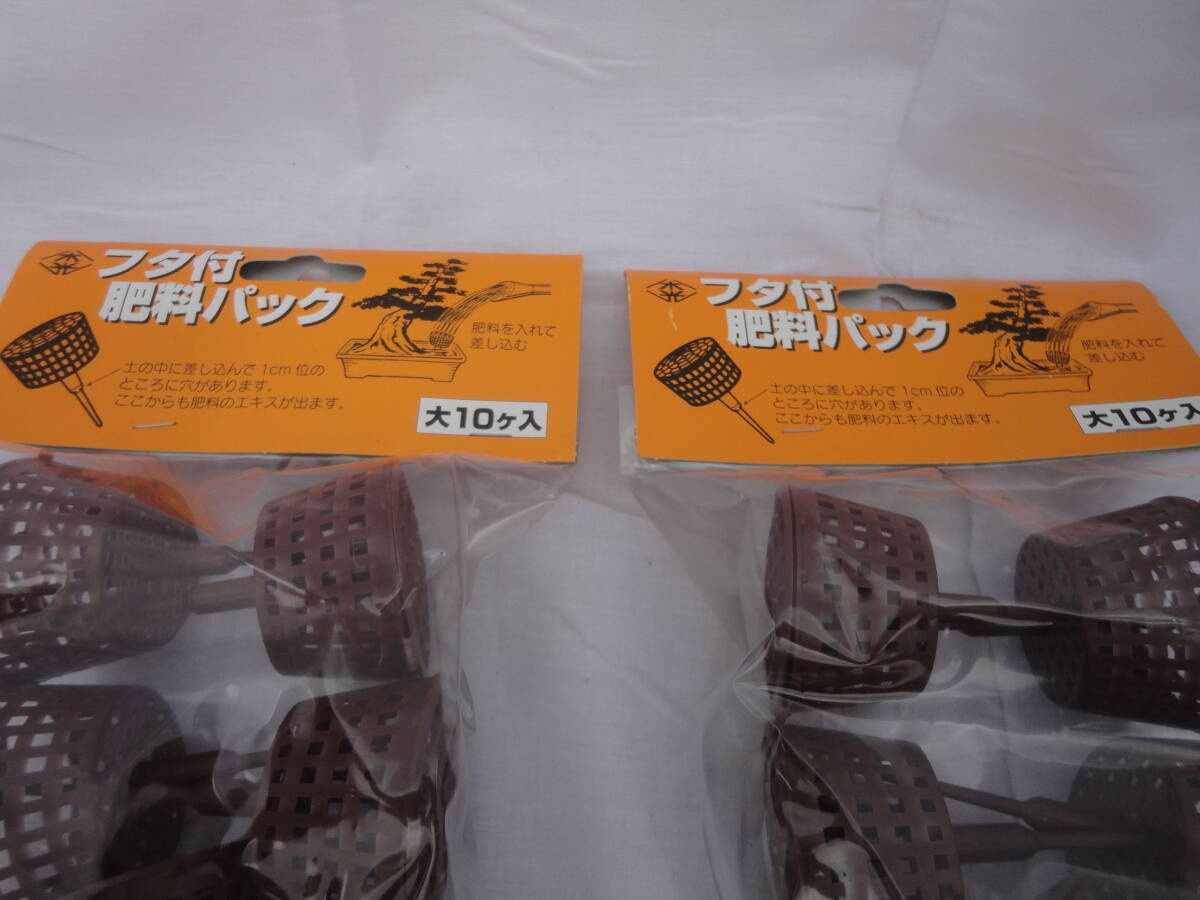 フタ付
肥料パック
肥料を入れて
差し込む
土の中に差し込んで1cm位の
ところに穴があります。
ここからも肥料のエキスが出ます。
大10ヶ入
フタ付
肥料パック
肥料を入れて
差し込む
土の中に差し込んで1cm位の
ところに穴があります。
ここからも肥料のエキスが出ます。
大10ヶ入